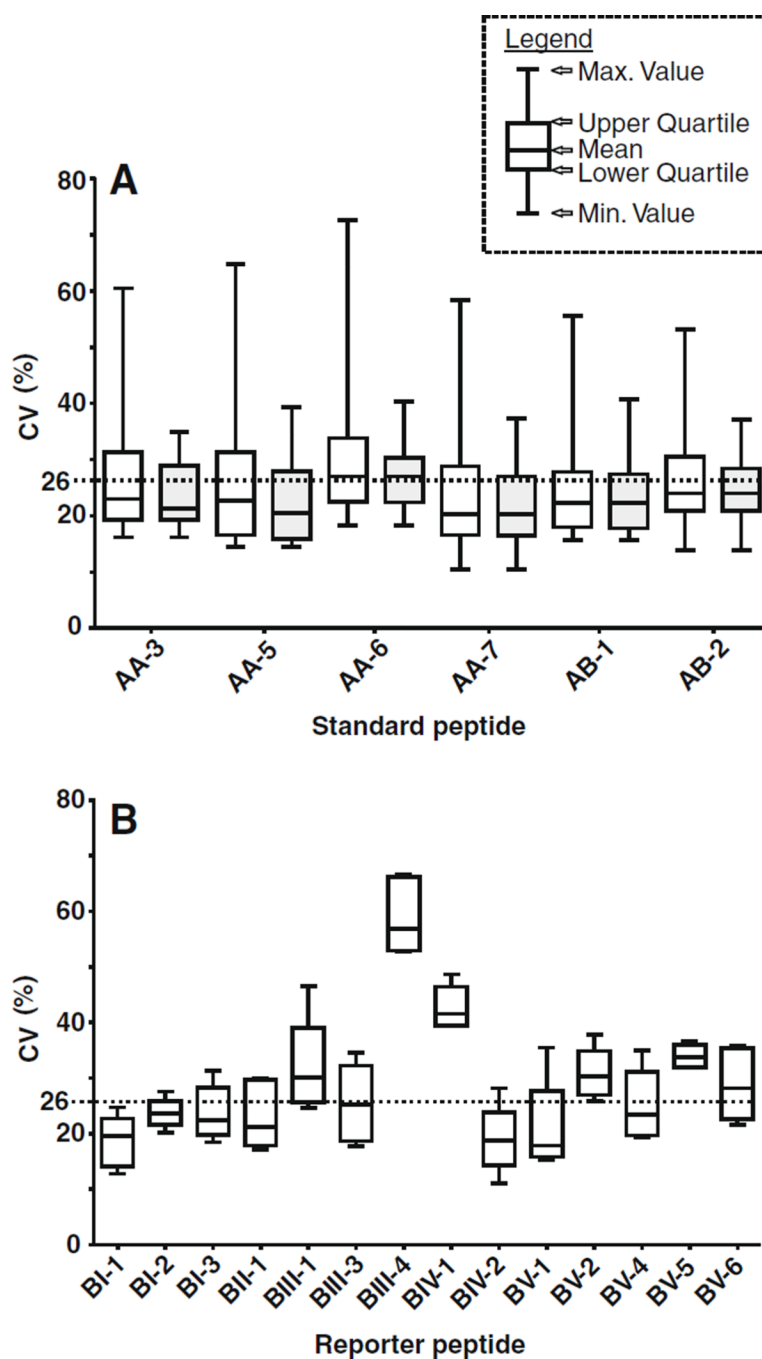 Legend
Max. Value
Upper Quartile
Mean
Lower Quartile
Min. Value
A
80
60
40
26
20
0
CV (%)
AA-3 AA-5 AA-6 AA-7 AB-1 AB-2
Standard peptide
B
80
60
40
26
20
0
CV (%)
BI-1 BI-2 BI-3 BII-1 BIII-1 BIII-3 BIII-4 BIV-1 BIV-2 BV-1 BV-2 BV-4 BV-5 BV-6
Reporter peptide